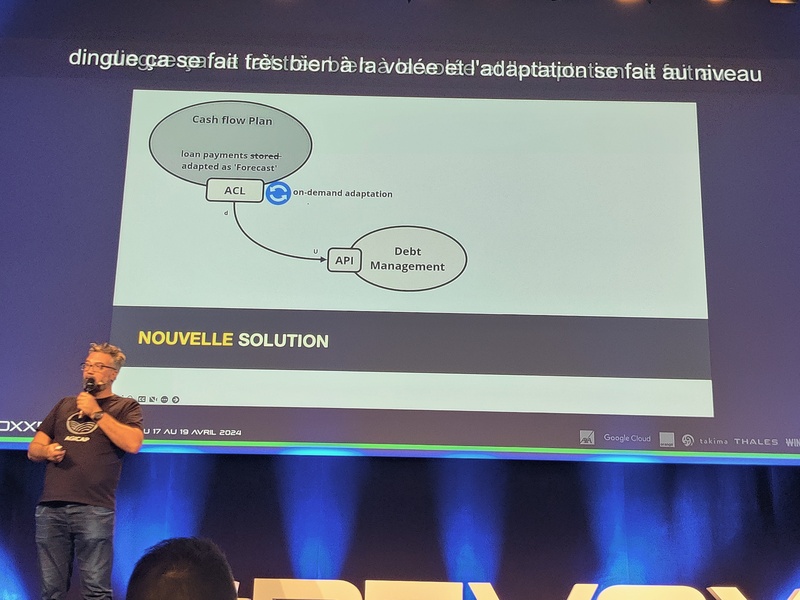 dingue ça se fait très bien à la volée et l'adaptation se fait au niveau
Cash flow Plan
loan payments stored
adapted as 'Forecast'
ACL
on-demand adaptation
d
U
API
Debt
Management
NOUVELLE SOLUTION
U 17 AU 19 AVRIL 2024
Google Cloud
takima
THALES
AGICAP